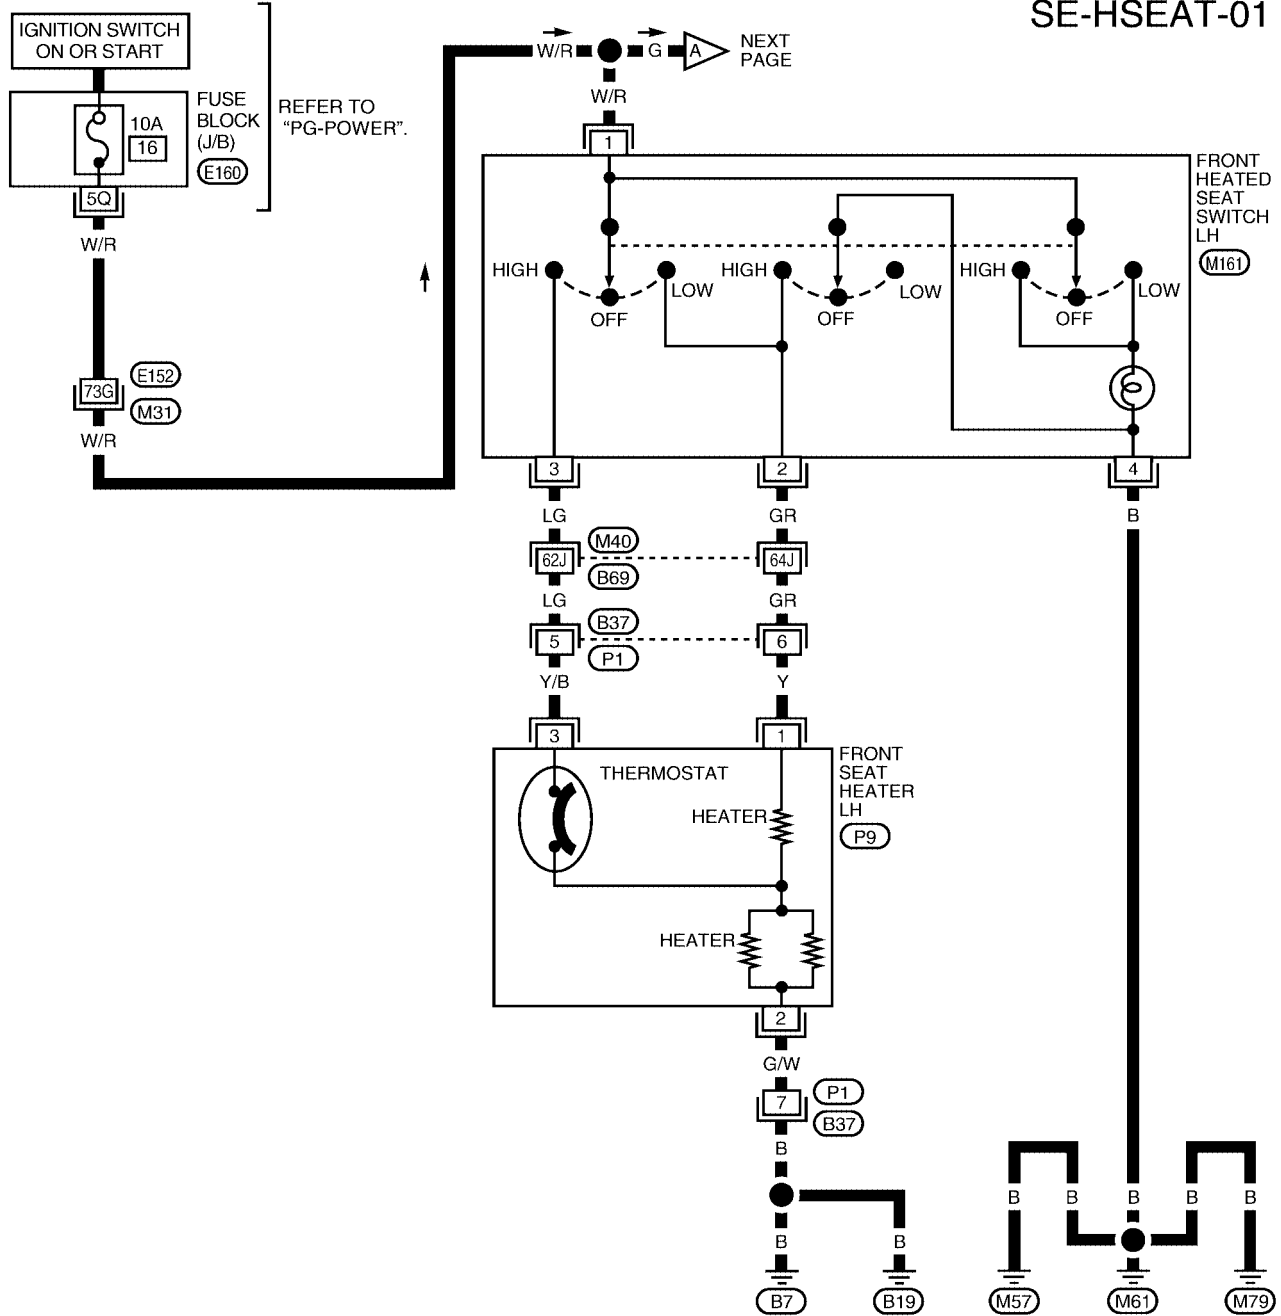 SE-HSEAT-01
IGNITION SWITCH
ON OR START
FUSE
BLOCK
(J/B)
E160
10A
16
REFER TO
"PG-POWER".
5Q
W/R
73G
E152
M31
W/R
W/R
G
A
NEXT
PAGE
W/R
1
FRONT
HEATED
SEAT
SWITCH
LH
M161
HIGH
LOW
OFF
HIGH
LOW
OFF
HIGH
LOW
OFF
3
2
4
LG
GR
B
62J
M40
B69
64J
LG
GR
5
B37
P1
6
Y/B
Y
3
1
THERMOSTAT
FRONT
SEAT
HEATER
LH
P9
HEATER
HEATER
2
G/W
7
P1
B37
B
B
B
B
B
B
B
B
B7
B19
M57
M61
M79